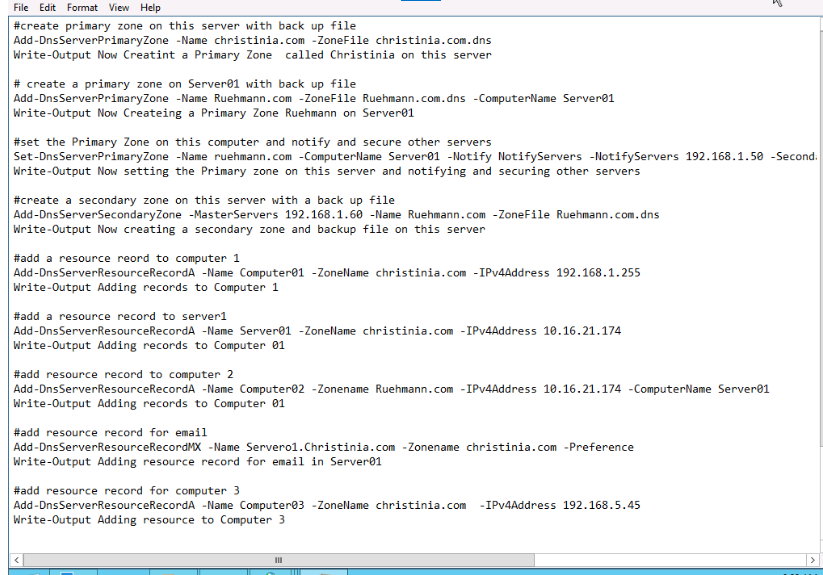 File Edit Format View Help
#create primary zone on this server with back up file
Add-DnsServerPrimaryZone -Name christinia.com -ZoneFile christinia.com.dns
Write-Output Now Creatint a Primary Zone  called Christinia on this server

# create a primary zone on Server01 with back up file
Add-DnsServerPrimaryZone -Name Ruehmann.com -ZoneFile Ruehmann.com.dns -ComputerName Server01
Write-Output Now Createing a Primary Zone Ruehmann on Server01

#set the Primary Zone on this computer and notify and secure other servers
Set-DnsServerPrimaryZone -Name ruehmann.com -ComputerName Server01 -Notify NotifyServers -NotifyServers 192.168.1.50 -Second
Write-Output Now setting the Primary zone on this server and notifying and securing other servers

#create a secondary zone on this server with a back up file
Add-DnsServerSecondaryZone -MasterServers 192.168.1.60 -Name Ruehmann.com -ZoneFile Ruehmann.com.dns
Write-Output Now creating a secondary zone and backup file on this server

#add a resource reord to computer 1
Add-DnsServerResourceRecordA -Name Computer01 -ZoneName christinia.com -IPv4Address 192.168.1.255
Write-Output Adding records to Computer 1

#add a resource record to server1
Add-DnsServerResourceRecordA -Name Server01 -ZoneName christinia.com -IPv4Address 10.16.21.174
Write-Output Adding records to Computer 01

#add resource record to computer 2
Add-DnsServerResourceRecordA -Name Computer02 -Zonename Ruehmann.com -IPv4Address 10.16.21.174 -ComputerName Server01
Write-Output Adding records to Computer 01

#add resource record for email
Add-DnsServerResourceRecordMX -Name Servero1.Christinia.com -Zonename christinia.com -Preference
Write-Output Adding resource record for email in Server01

#add resource record for computer 3
Add-DnsServerResourceRecordA -Name Computer03 -ZoneName christinia.com  -IPv4Address 192.168.5.45
Write-Output Adding resource to Computer 3